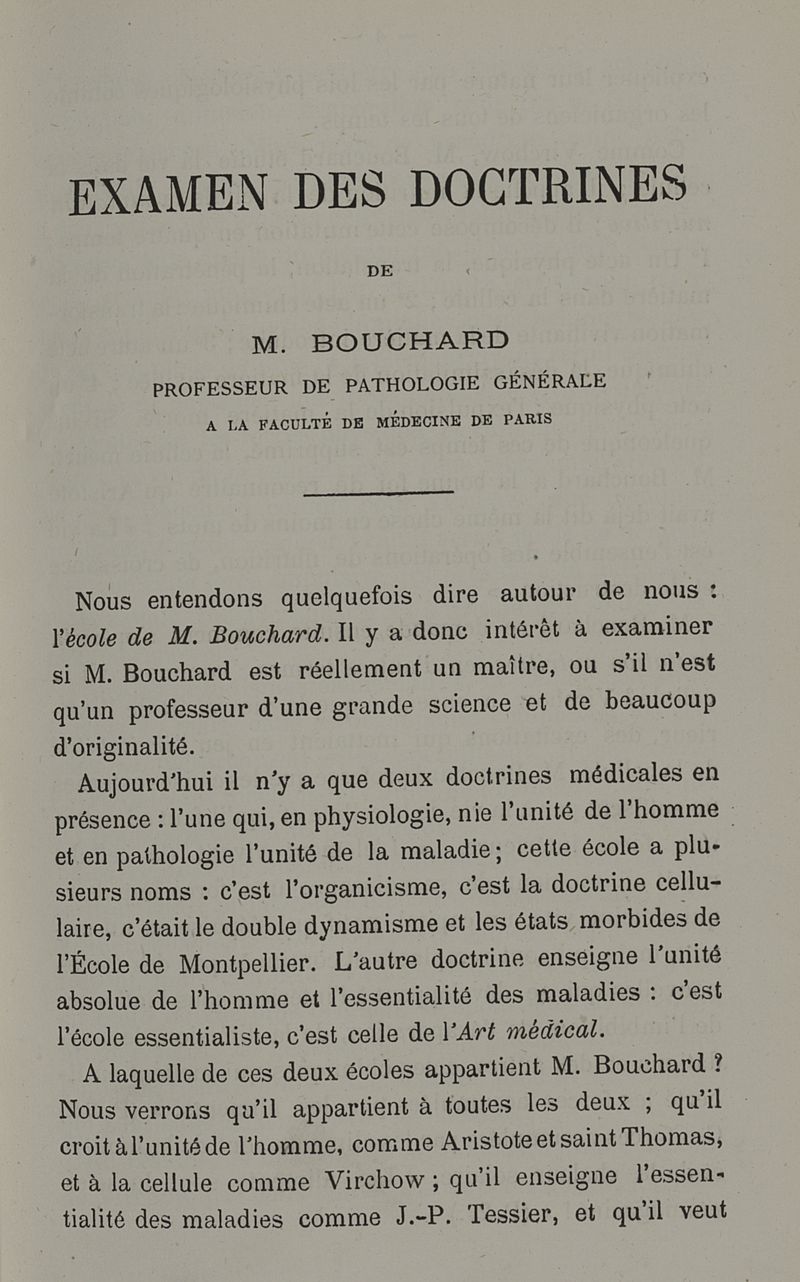 EXAMEN DES DOCTRINES
DE
M. BOUCHARD
PROFESSEUR DE PATHOLOGIE GÉNÉRALE
A LA FACULTÉ DE MÉDECINE DE PARIS
Nous entendons quelquefois dire autour de nous :
l'école de M. Bouchard. Il y a donc intérêt à examiner
si M. Bouchard est réellement un maître, ou s'il n'est
qu'un professeur d'une grande science et de beaucoup
d'originalité.
Aujourd'hui il n'y a que deux doctrines médicales en
présence : l'une qui, en physiologie, nie l'unité de l'homme
et en pathologie l'unité de la maladie; cette école a plu-
sieurs noms : c'est l'organicisme, c'est la doctrine cellu-
laire, c'était le double dynamisme et les états morbides de
l'École de Montpellier. L'autre doctrine enseigne l'unité
absolue de l'homme et l'essentialité des maladies : c'est
l'école essentialiste, c'est celle de l'Art médical.
A laquelle de ces deux écoles appartient M. Bouchard ?
Nous verrons qu'il appartient à toutes les deux ; qu'il
croit à l'unité de l'homme, comme Aristote et saint Thomas,
et à la cellule comme Virchow ; qu'il enseigne l'essen-
tialité des maladies comme J.-P. Tessier, et qu'il veut